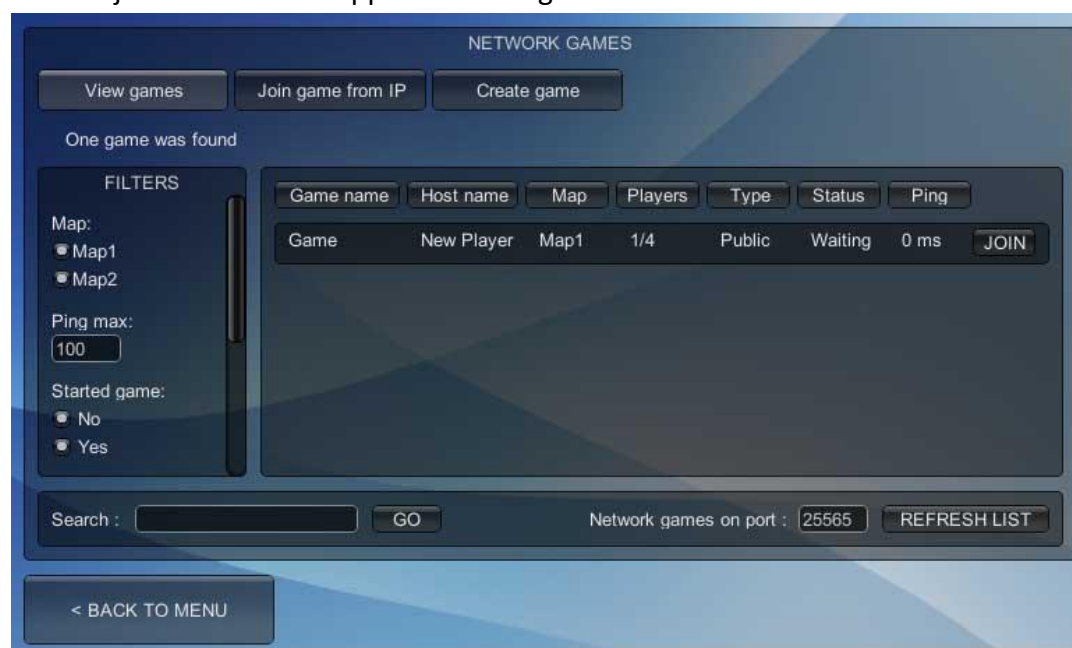 NETWORK GAMES
View games Join game from IP Create game
One game was found
FILTERS
Map:
Map1
Map2
Ping max:
100
Started game:
No
Yes
Game name Host name Map Players Type Status Ping
Game New Player Map1 1/4 Public Waiting 0 ms JOIN
Search : GO Network games on port : 25565 REFRESH LIST
< BACK TO MENU